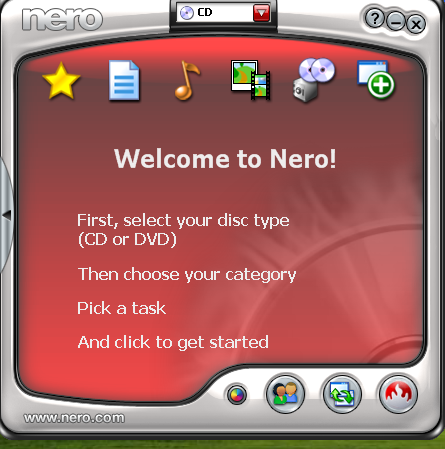 nero
CD
?
Welcome to Nero!
First, select your disc type
(CD or DVD)
Then choose your category
Pick a task
And click to get started
www.nero.com